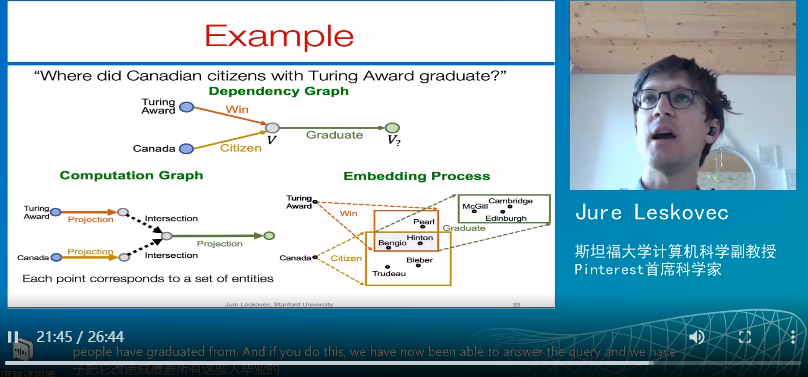 Example
"Where did Canadian citizens with Turing Award graduate?"
Dependency Graph
Turing
Award
Win
Canada
Citizen
V
Graduate
V?
Computation Graph
Turing
Award
Projection
Intersection
Projection
Canada
Projection
Intersection
Each point corresponds to a set of entities
Embedding Process
Turing
Award
Win
Canada
Citizen
Pearl
Bengio
Hinton
Trudeau
Bieber
Graduate
McGill
Cambridge
Edinburgh
Jure Leskovec, Stanford University
33
Jure Leskovec
斯坦福大学计算机科学副教授
Pinterest首席科学家
21:45 / 26:44
people have graduated from. And if you do this, we have now been able to answer the query and we have